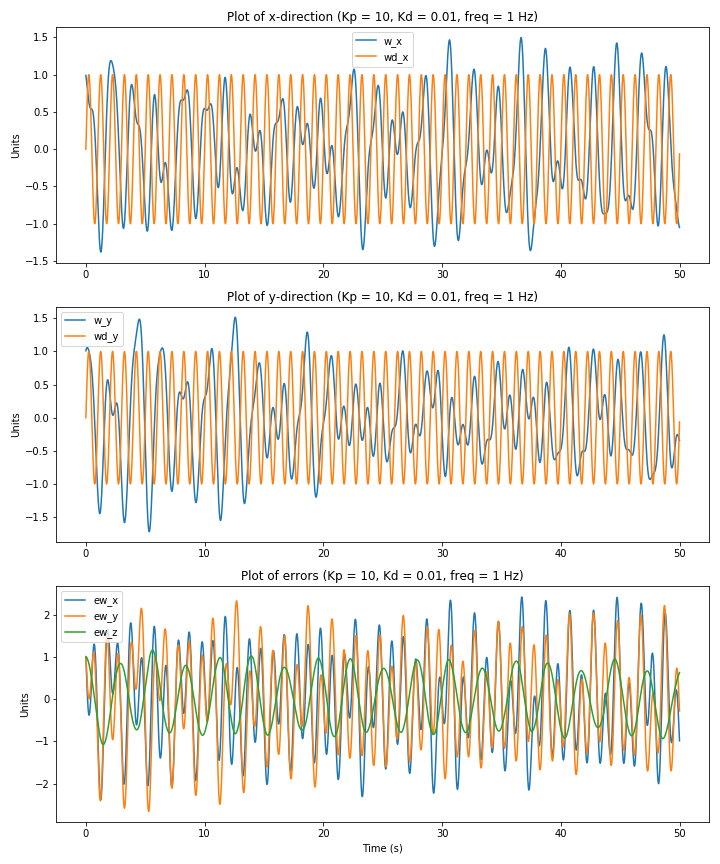 Plot of x-direction (Kp = 10, Kd = 0.01, freq = 1 Hz)
1.5
1.0
0.5
0.0
−0.5
−1.0
−1.5
Units
w_x
wd_x
0 10 20 30 40 50
Plot of y-direction (Kp = 10, Kd = 0.01, freq = 1 Hz)
1.5
1.0
0.5
0.0
−0.5
−1.0
−1.5
Units
w_y
wd_y
0 10 20 30 40 50
Plot of errors (Kp = 10, Kd = 0.01, freq = 1 Hz)
2
1
0
−1
−2
Units
ew_x
ew_y
ew_z
0 10 20 30 40 50
Time (s)